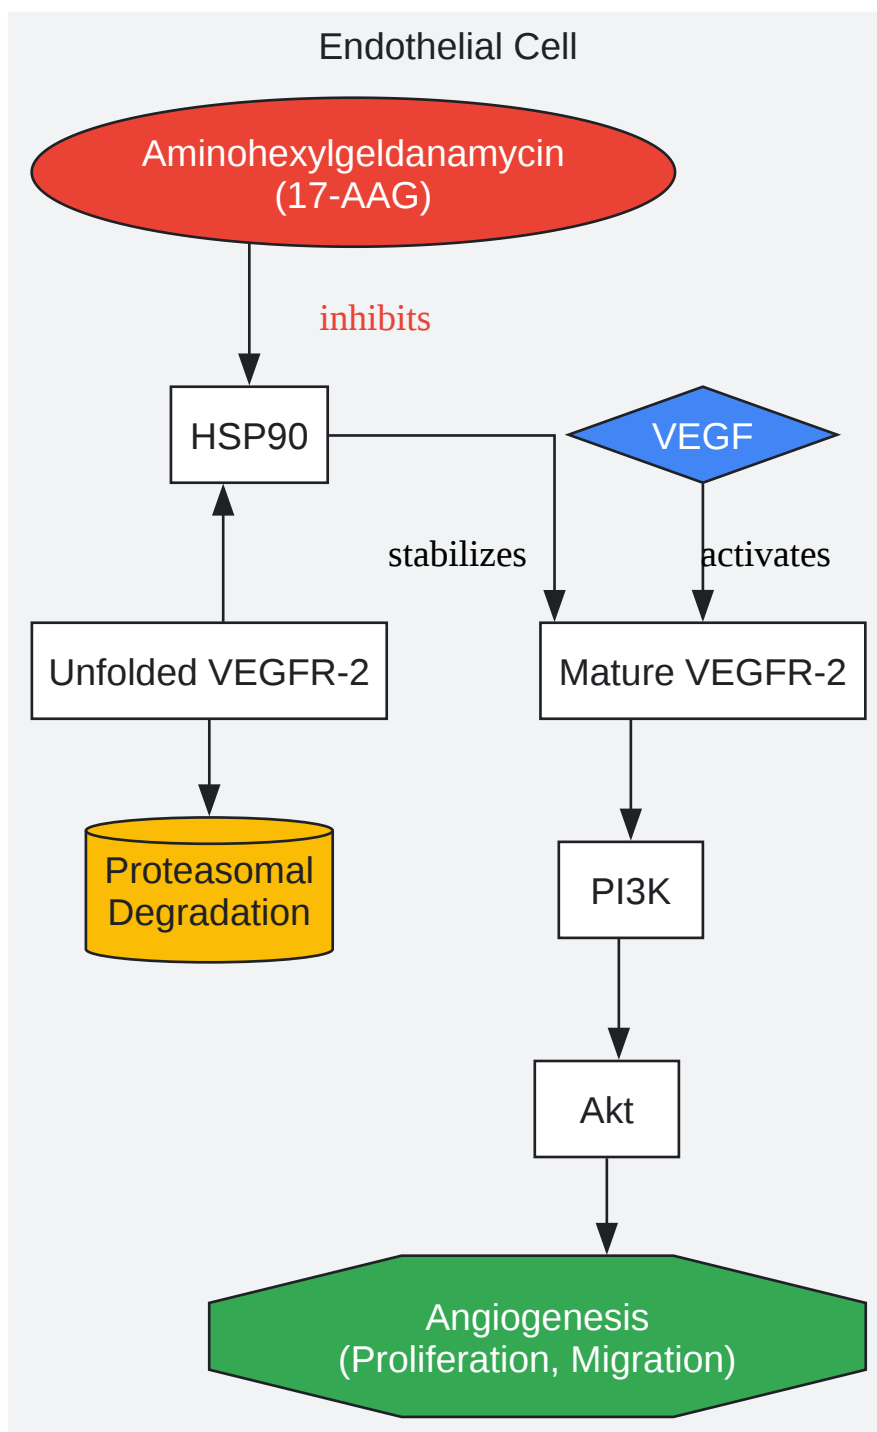 Endothelial Cell
Aminohexylgeldanamycin
(17-AAG)
inhibits
HSP90
VEGF
stabilizes
activates
Unfolded VEGFR-2
Mature VEGFR-2
Proteasomal
Degradation
PI3K
Akt
Angiogenesis
(Proliferation, Migration)